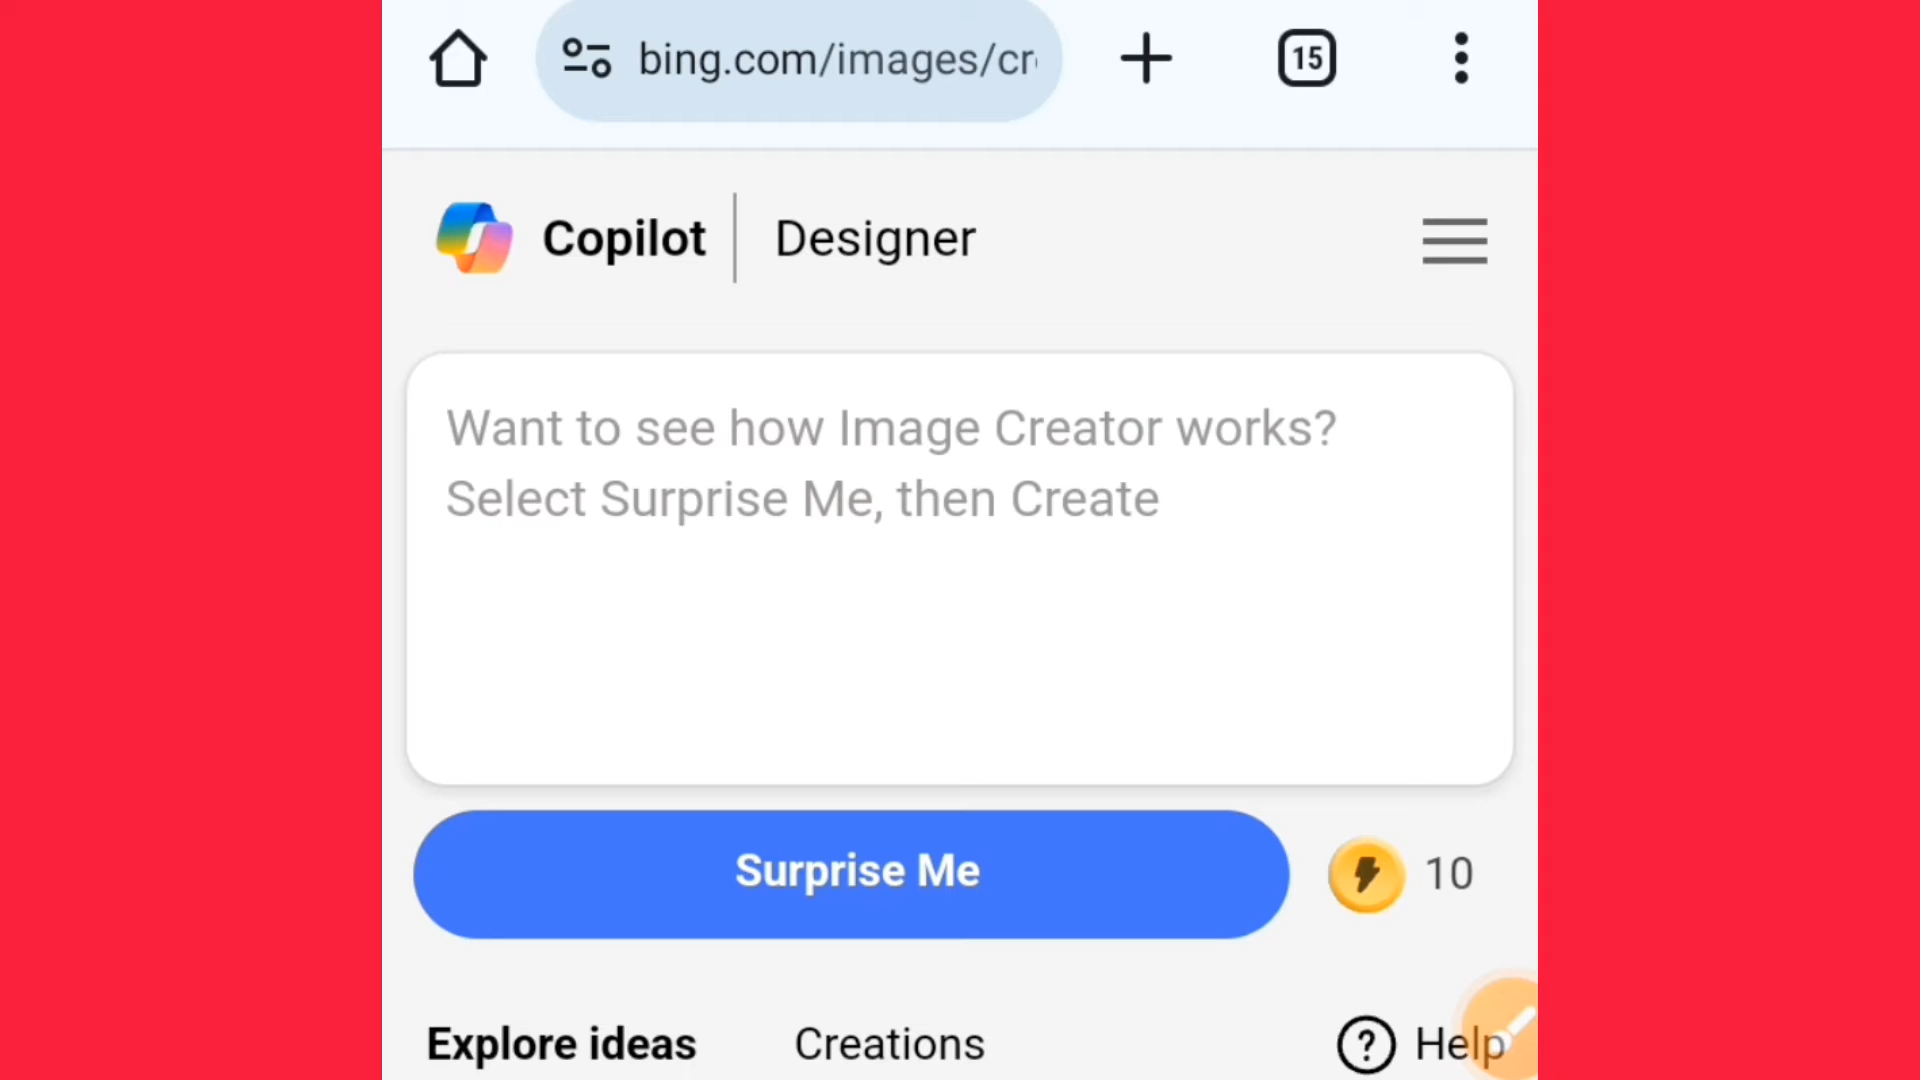 bing.com/images/cr
15
Copilot
Designer
Want to see how Image Creator works?
Select Surprise Me, then Create
Surprise Me
10
Explore ideas
Creations
Help